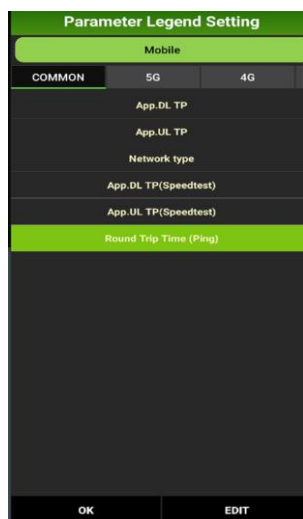 Parameter Legend Setting
Mobile
COMMON 5G 4G
App.DL TP
App.UL TP
Network type
App.DL TP(Speedtest)
App.UL TP(Speedtest)
Round Trip Time (Ping)
OK EDIT